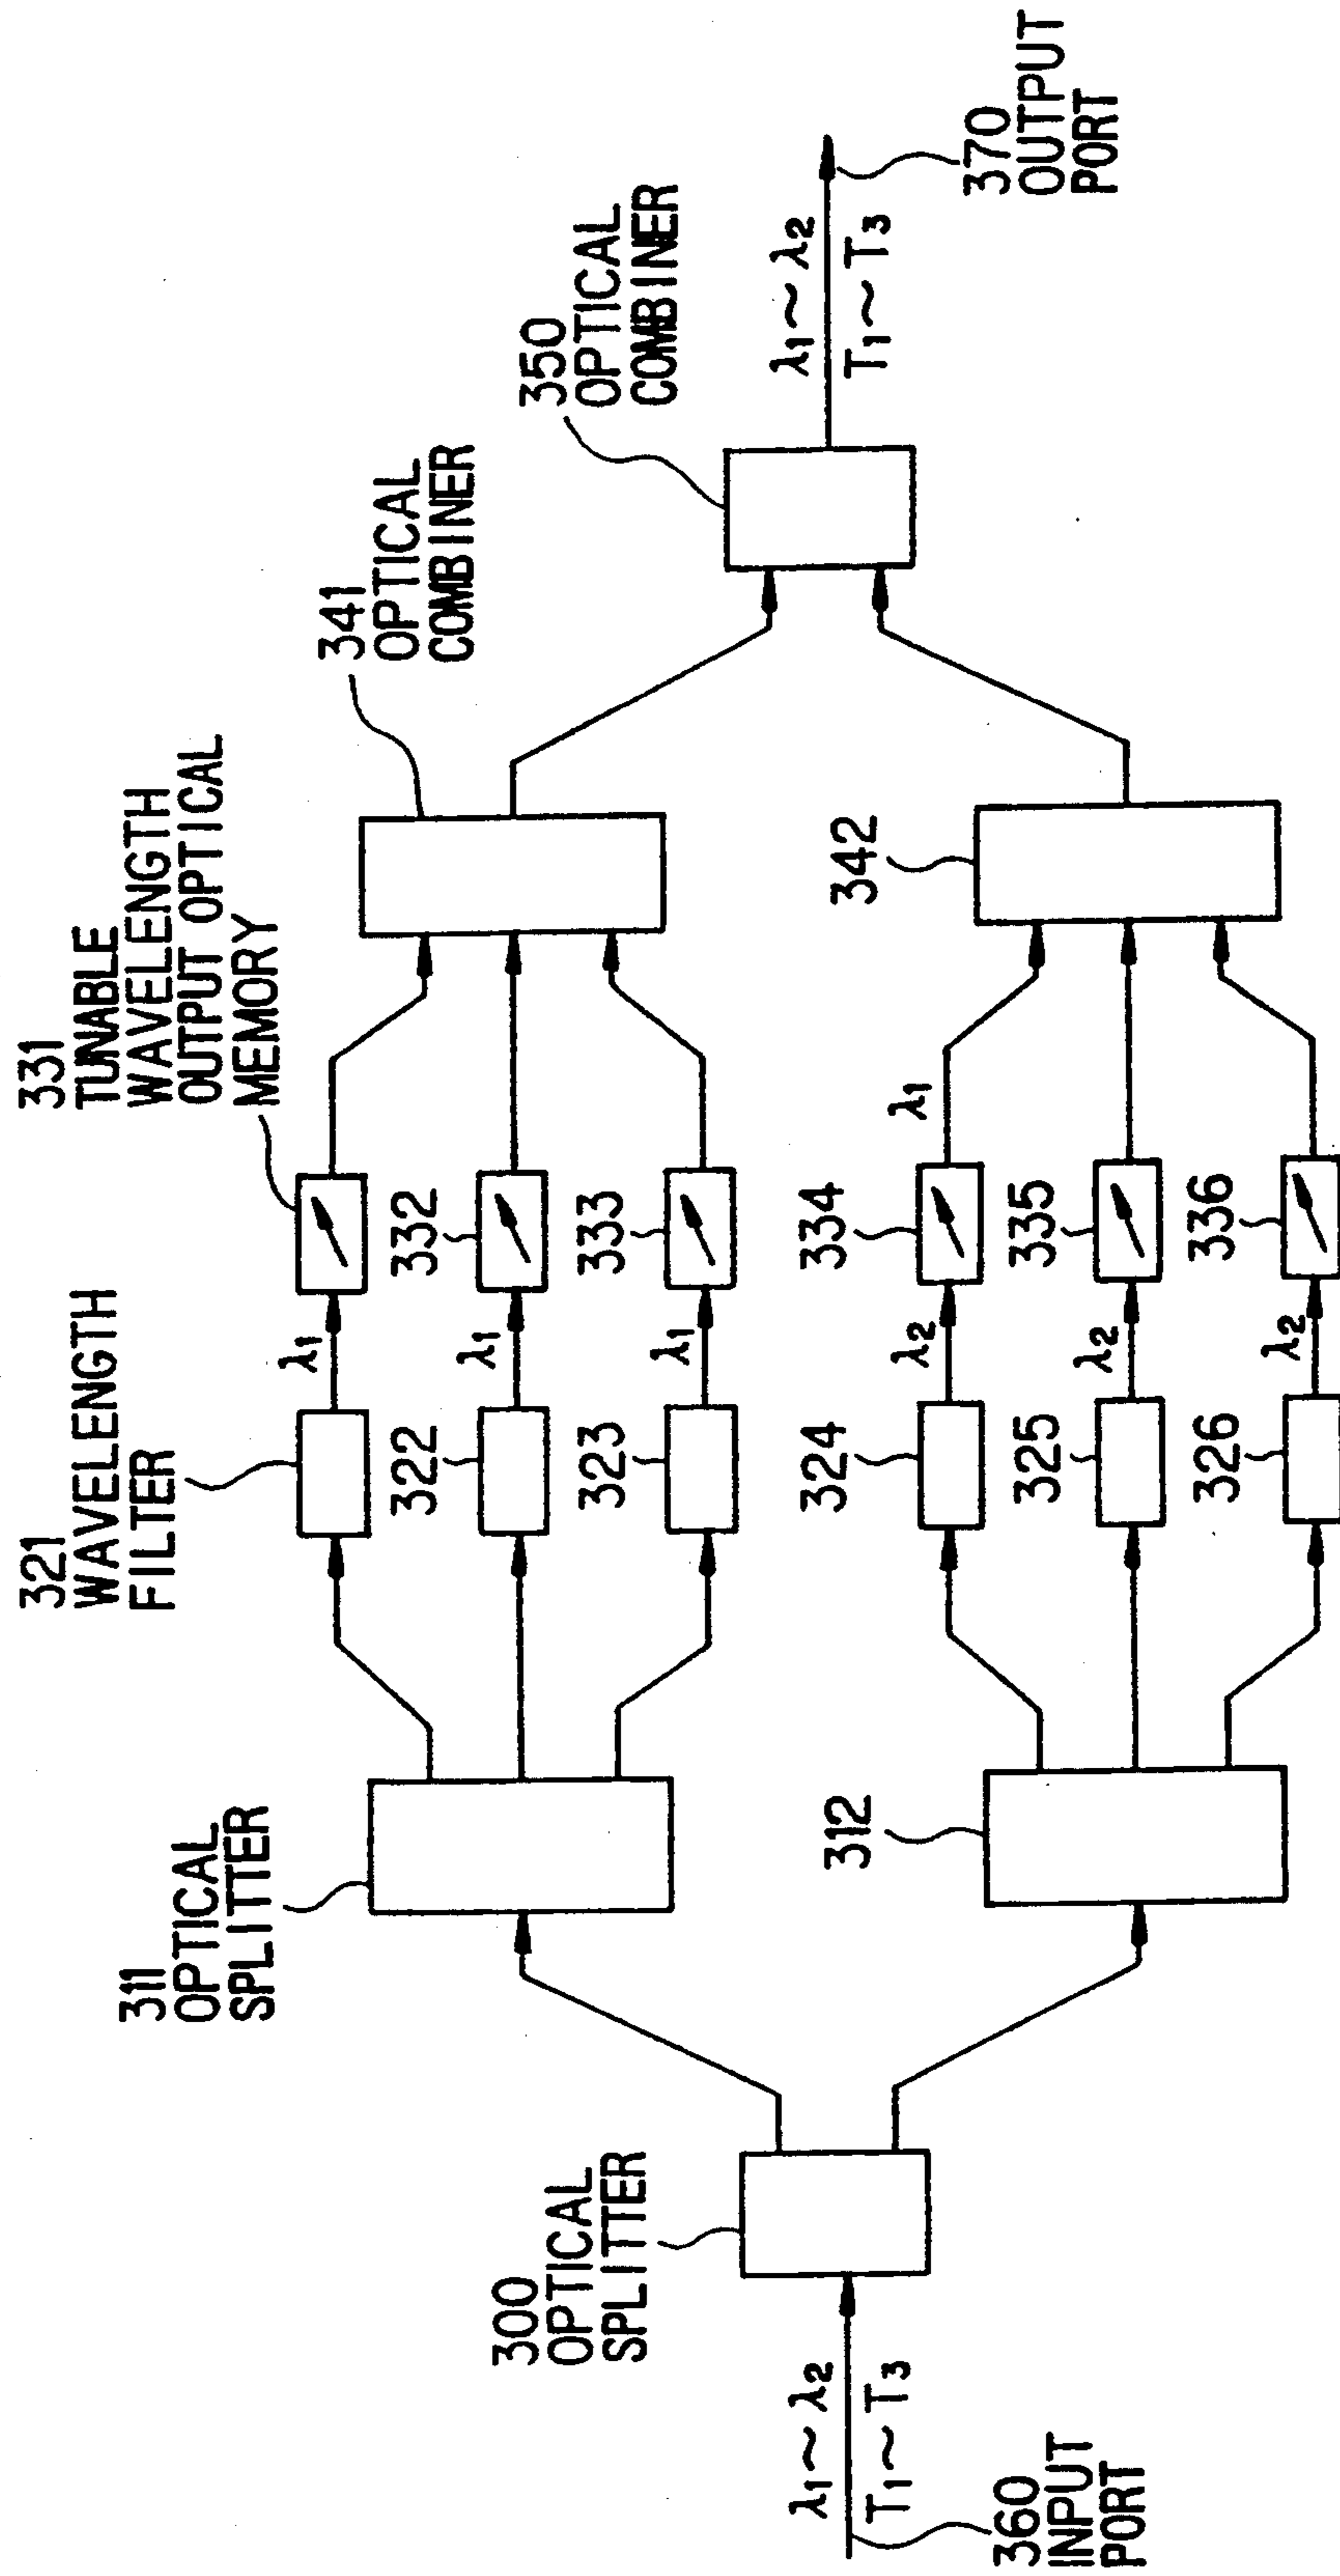 360
INPUT
PORT
λ₁~λ₂
T₁~T₃
300
OPTICAL
SPLITTER
311
OPTICAL
SPLITTER
312
321
WAVELENGTH
FILTER
322
323
324
325
326
λ₁
λ₁
λ₁
λ₂
λ₂
λ₂
331
TUNABLE
WAVELENGTH
OUTPUT OPTICAL
MEMORY
332
333
334
335
336
λ₁
341
OPTICAL
COMBINER
342
350
OPTICAL
COMBINER
λ₁~λ₂
T₁~T₃
370
OUTPUT
PORT